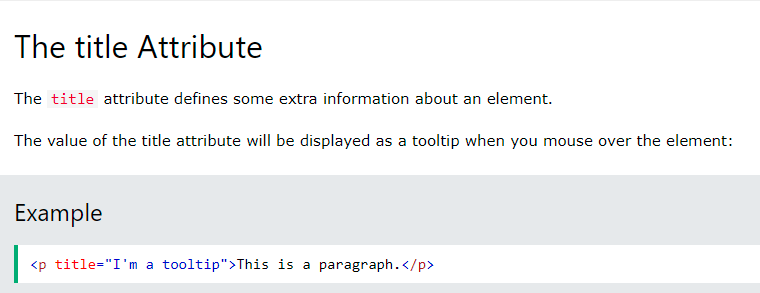 The title Attribute
The title attribute defines some extra information about an element.
The value of the title attribute will be displayed as a tooltip when you mouse over the element:
Example
<p title="I'm a tooltip">This is a paragraph.</p>